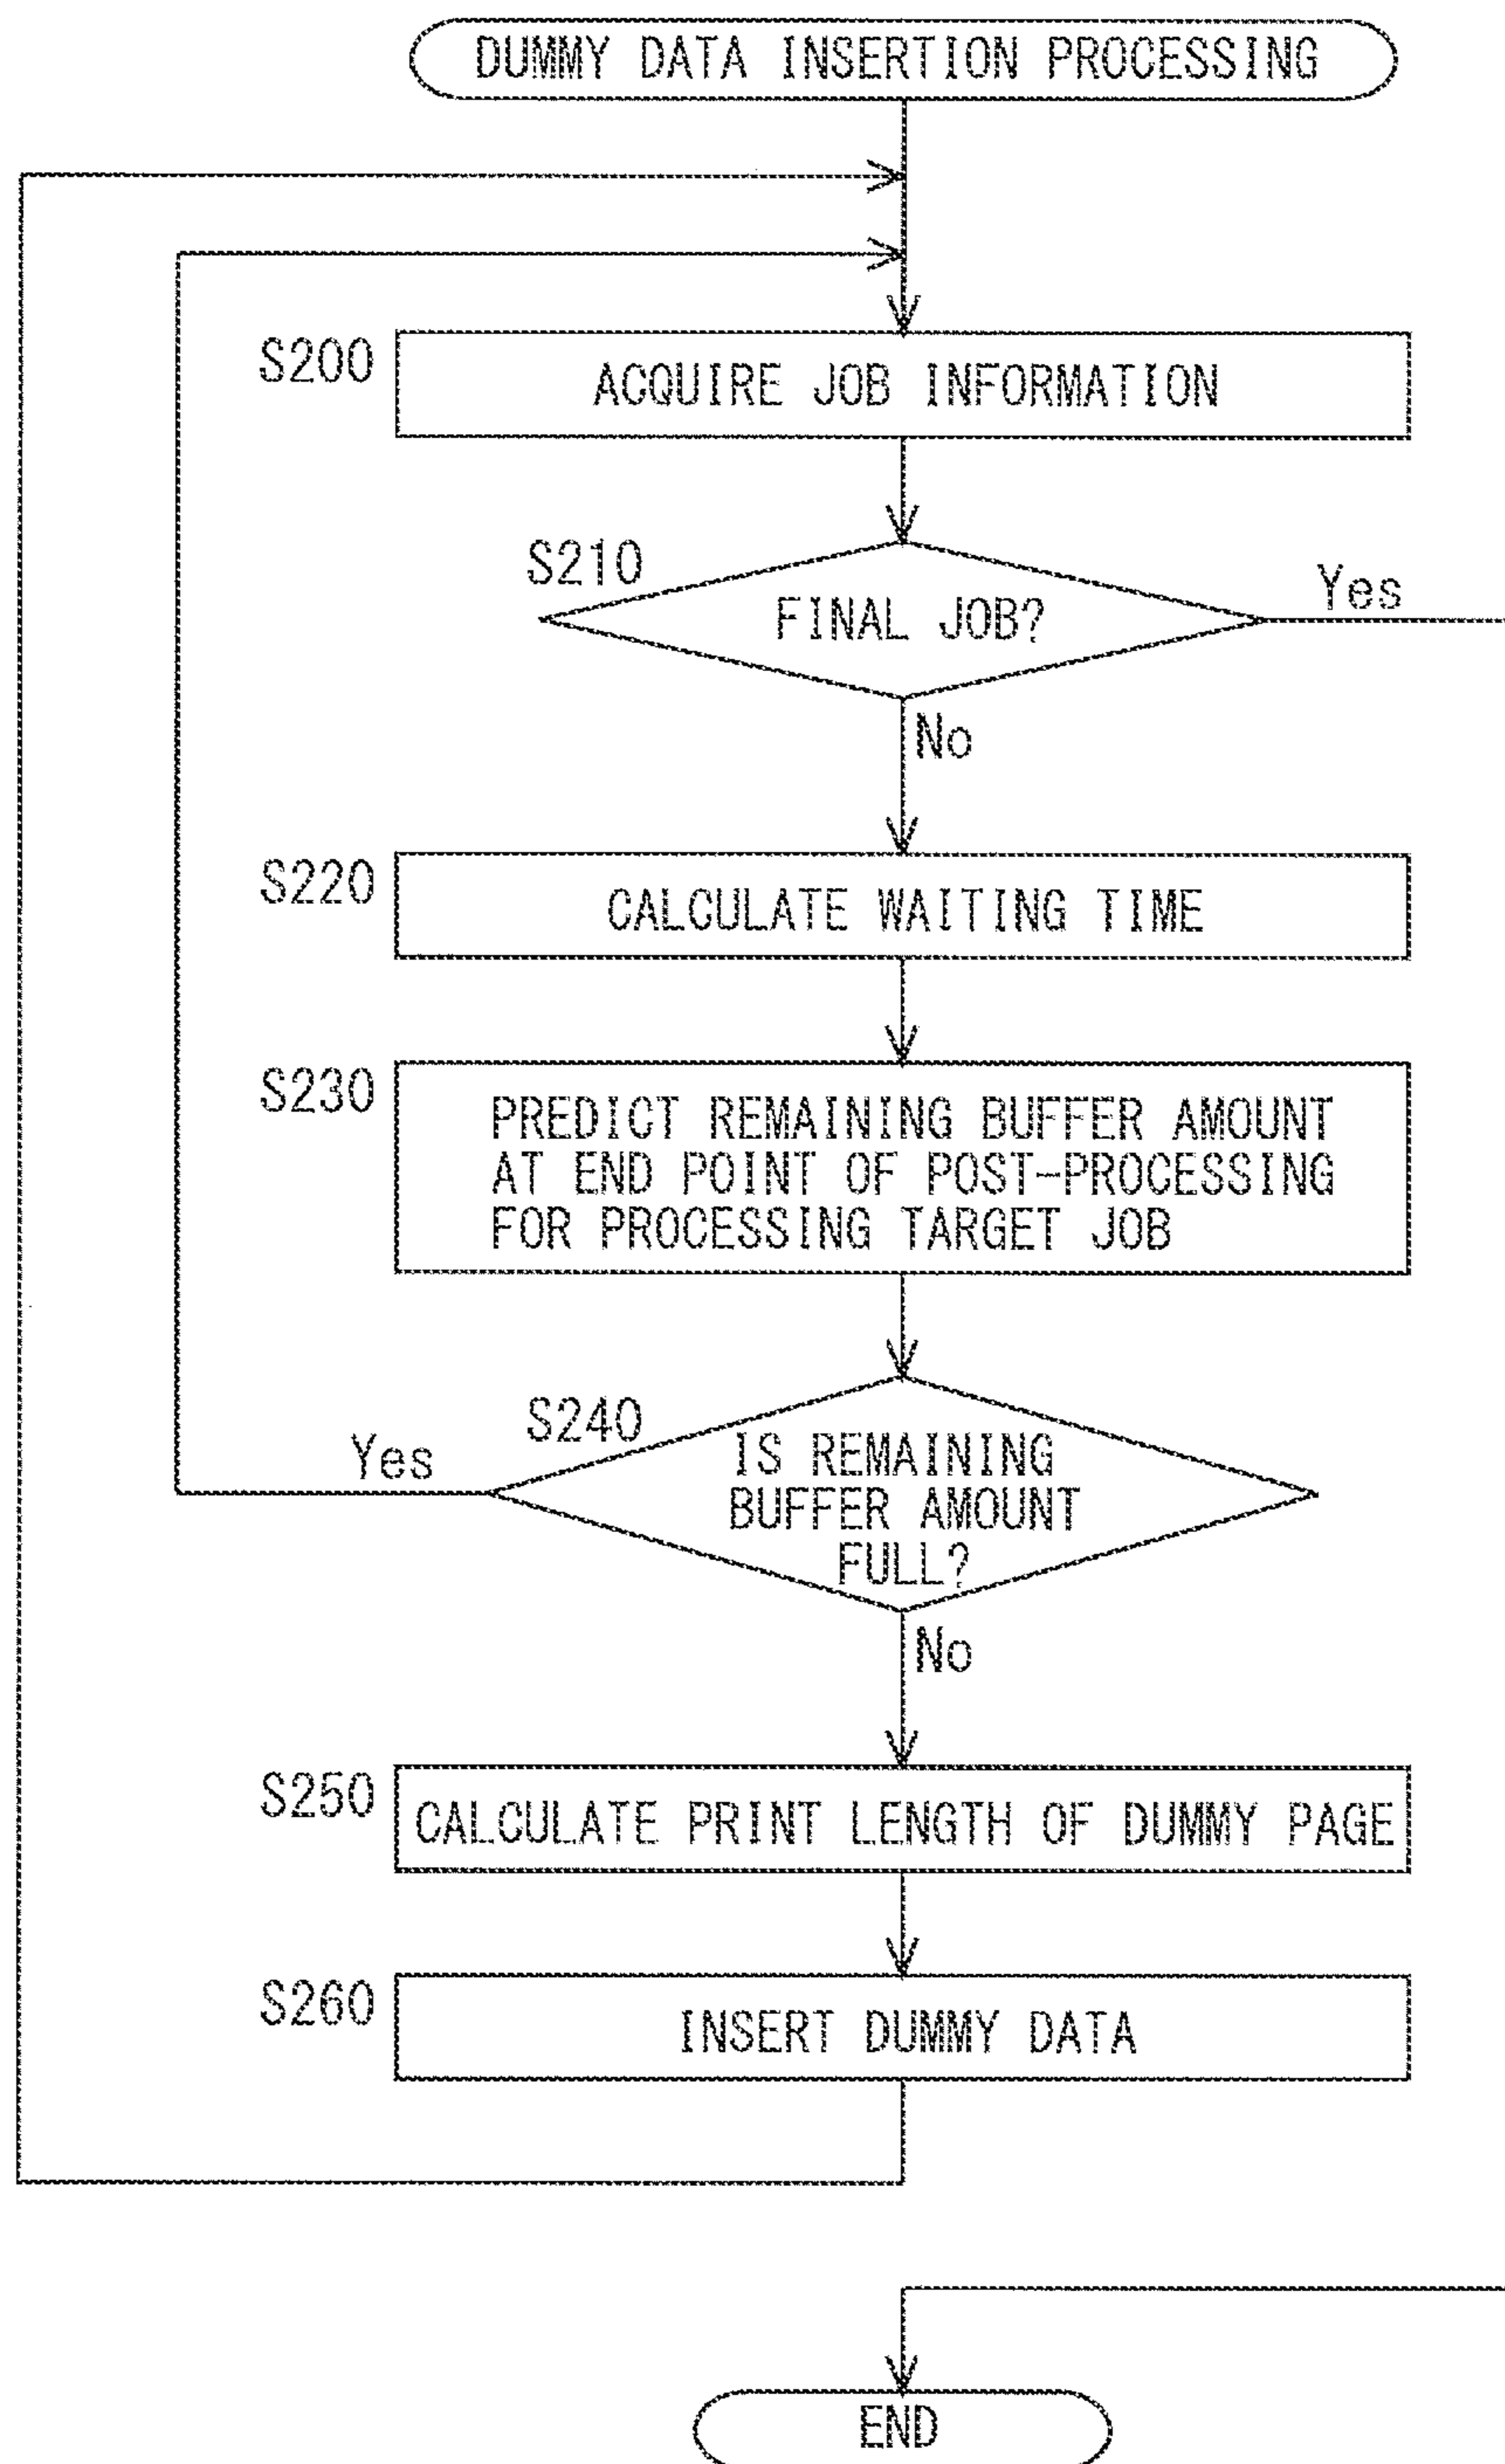 DUMMY DATA INSERTION PROCESSING
S200
ACQUIRE JOB INFORMATION
S210
FINAL JOB?
Yes
No
S220
CALCULATE WAITING TIME
S230
PREDICT REMAINING BUFFER AMOUNT
AT END POINT OF POST-PROCESSING
FOR PROCESSING TARGET JOB
S240
IS REMAINING
BUFFER AMOUNT
FULL?
Yes
No
S250
CALCULATE PRINT LENGTH OF DUMMY PAGE
S260
INSERT DUMMY DATA
END